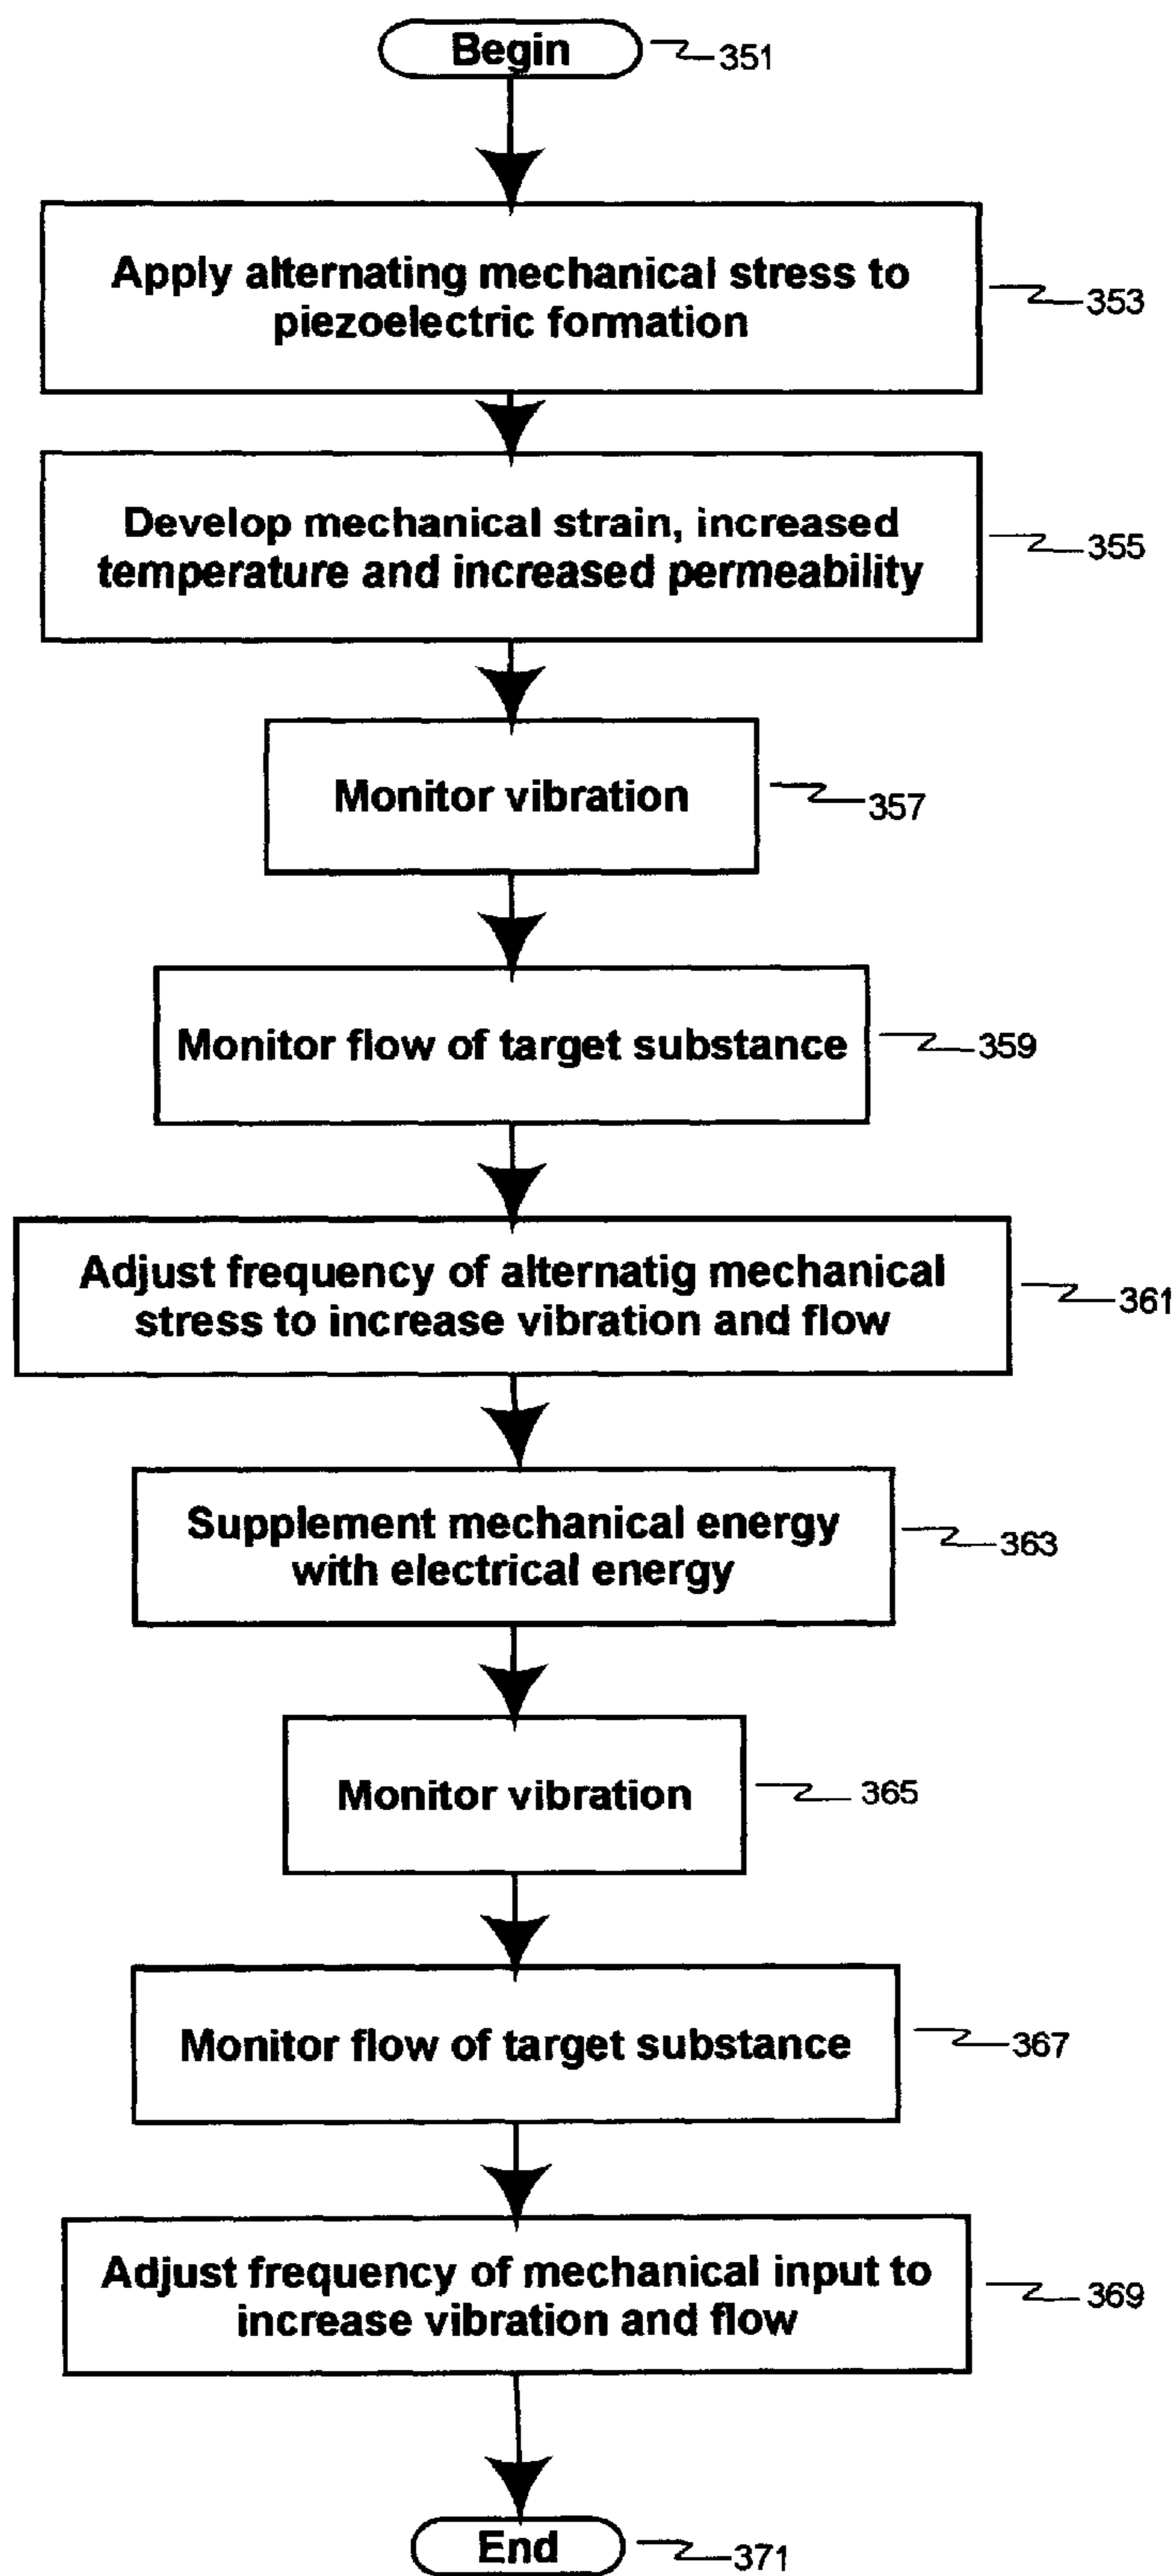 Begin
351
Apply alternating mechanical stress to
piezoelectric formation
353
Develop mechanical strain, increased
temperature and increased permeability
355
Monitor vibration
357
Monitor flow of target substance
359
Adjust frequency of alternatig mechanical
stress to increase vibration and flow
361
Supplement mechanical energy
with electrical energy
363
Monitor vibration
365
Monitor flow of target substance
367
Adjust frequency of mechanical input to
increase vibration and flow
369
End
371